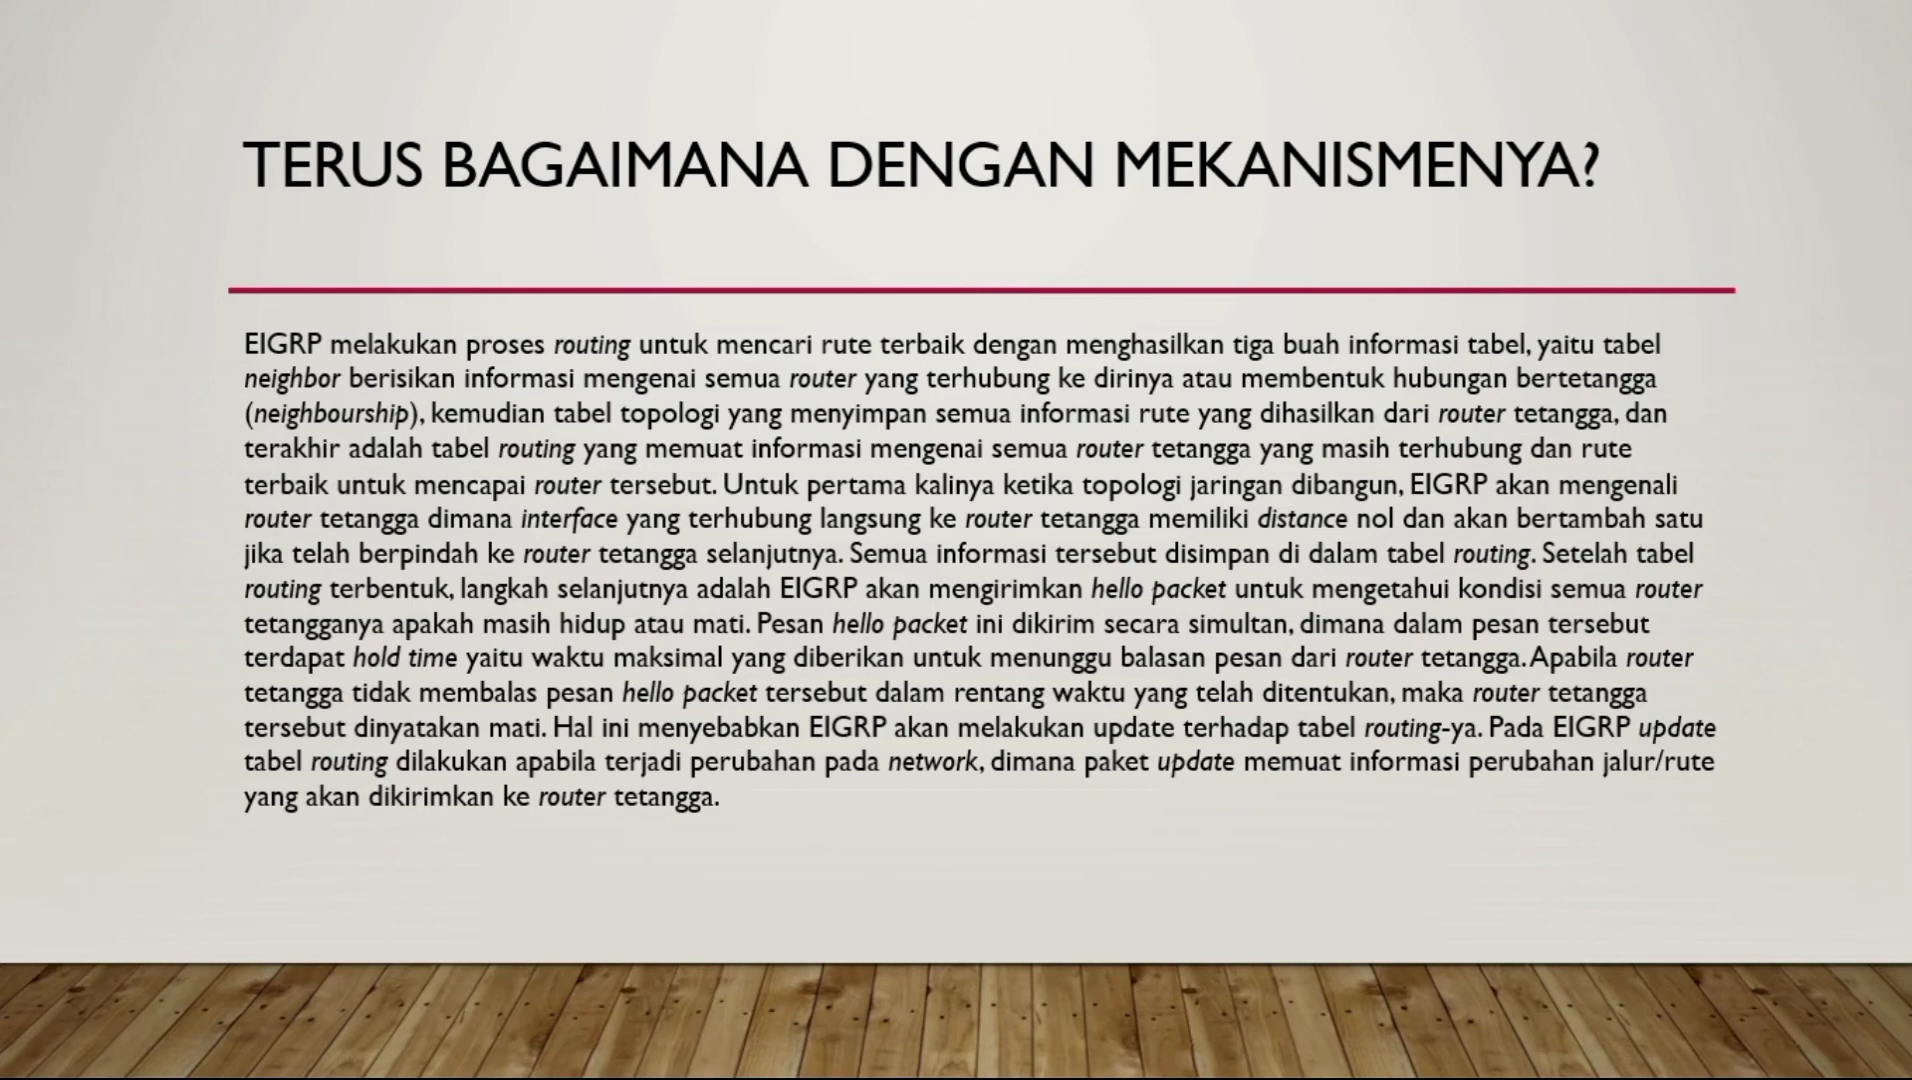 TERUS BAGAIMANA DENGAN MEKANISMENYA?
EIGRP melakukan proses routing untuk mencari rute terbaik dengan menghasilkan tiga buah informasi tabel, yaitu tabel
neighbor berisikan informasi mengenai semua router yang terhubung ke dirinya atau membentuk hubungan bertetangga
(neighbourship), kemudian tabel topologi yang menyimpan semua informasi rute yang dihasilkan dari router tetangga, dan
terakhir adalah tabel routing yang memuat informasi mengenai semua router tetangga yang masih terhubung dan rute
terbaik untuk mencapai router tersebut. Untuk pertama kalinya ketika topologi jaringan dibangun, EIGRP akan mengenali
router tetangga dimana interface yang terhubung langsung ke router tetangga memiliki distance nol dan akan bertambah satu
jika telah berpindah ke router tetangga selanjutnya. Semua informasi tersebut disimpan di dalam tabel routing. Setelah tabel
routing terbentuk, langkah selanjutnya adalah EIGRP akan mengirimkan hello packet untuk mengetahui kondisi semua router
tetangganya apakah masih hidup atau mati. Pesan hello packet ini dikirim secara simultan, dimana dalam pesan tersebut
terdapat hold time yaitu waktu maksimal yang diberikan untuk menunggu balasan pesan dari router tetangga. Apabila router
tetangga tidak membalas pesan hello packet tersebut dalam rentang waktu yang telah ditentukan, maka router tetangga
tersebut dinyatakan mati. Hal ini menyebabkan EIGRP akan melakukan update terhadap tabel routing-ya. Pada EIGRP update
tabel routing dilakukan apabila terjadi perubahan pada network, dimana paket update memuat informasi perubahan jalur/rute
yang akan dikirimkan ke router tetangga.